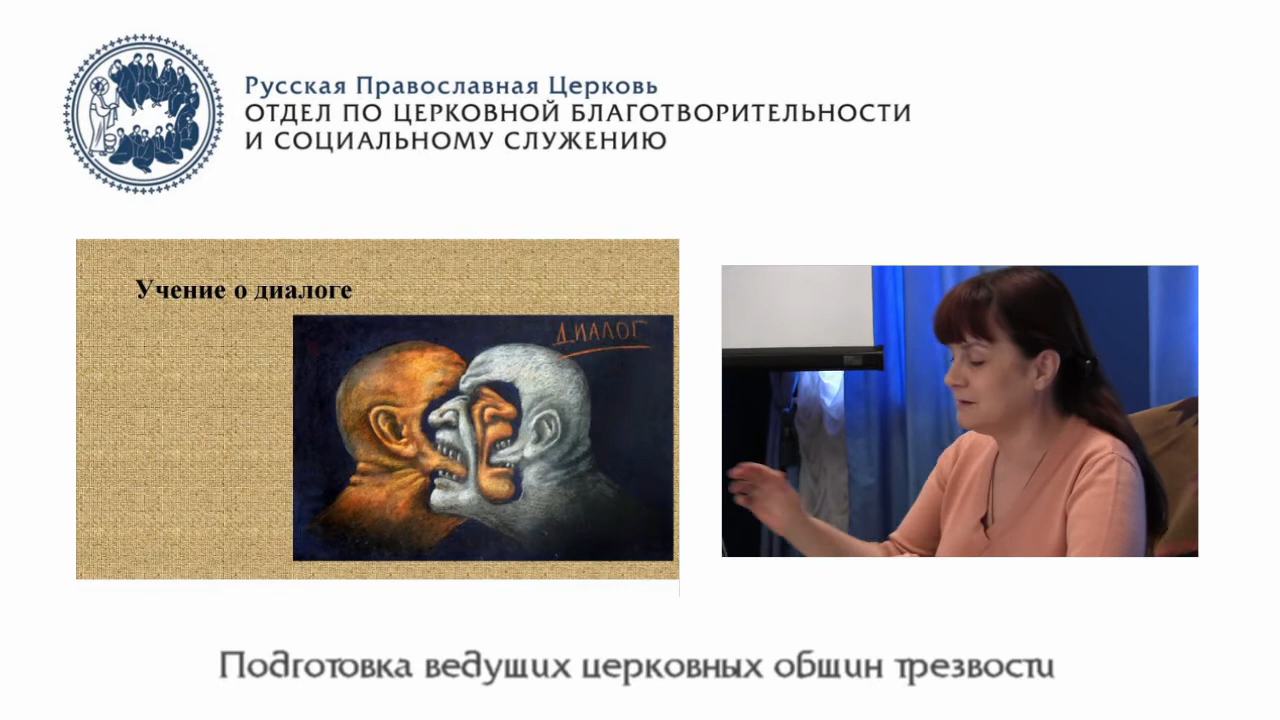 Русская Православная Церковь
ОТДЕЛ ПО ЦЕРКОВНОЙ БЛАГОТВОРИТЕЛЬНОСТИ
И СОЦИАЛЬНОМУ СЛУЖЕНИЮ
Учение о диалоге
ДИАЛОГ
Подготовка ведущих церковных общин трезвости